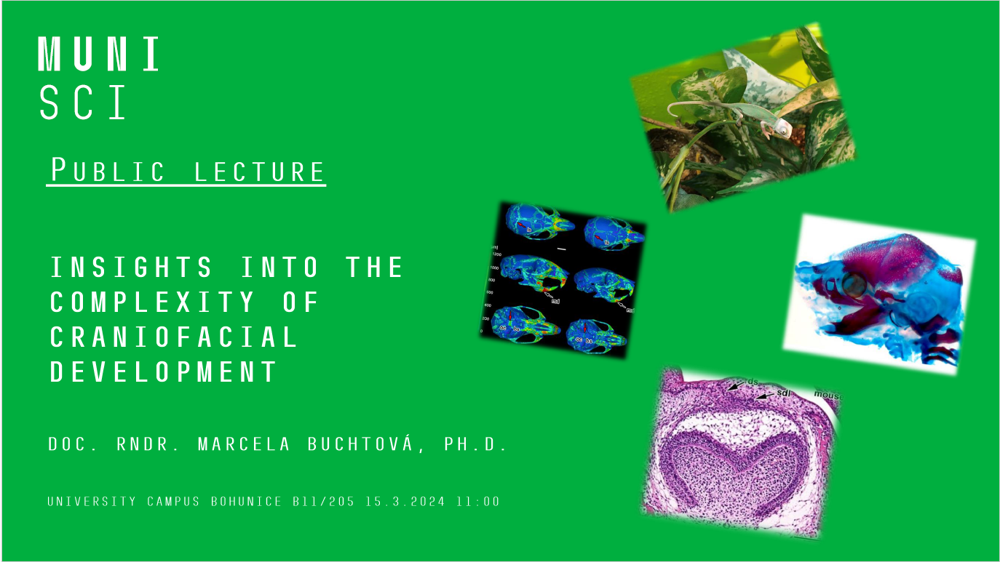 MUNI
SCI
PUBLIC LECTURE
INSIGHTS INTO THE
COMPLEXITY OF
CRANIOFACIAL
DEVELOPMENT
DOC. RNDR. MARCELA BUCHTOVÁ, PH.D.
UNIVERSITY CAMPUS BOHUNICE B11/205 15.3.2024 11:00
fs
fs
1200
1000
800
600
400
200
0
md
md
oc bs
oc bs
ds
sdl
mouse